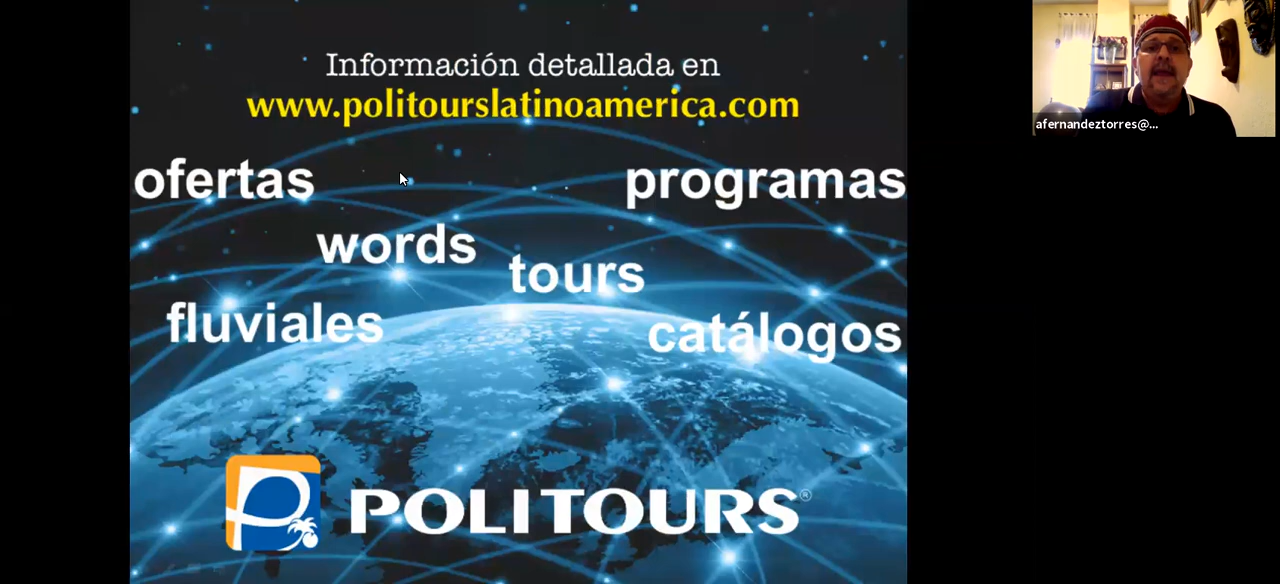 Información detallada en
www.politourslatinoamerica.com
ofertas
programas
words
tours
fluviales
catálogos
POLITOURS®
afernandeztorres@...